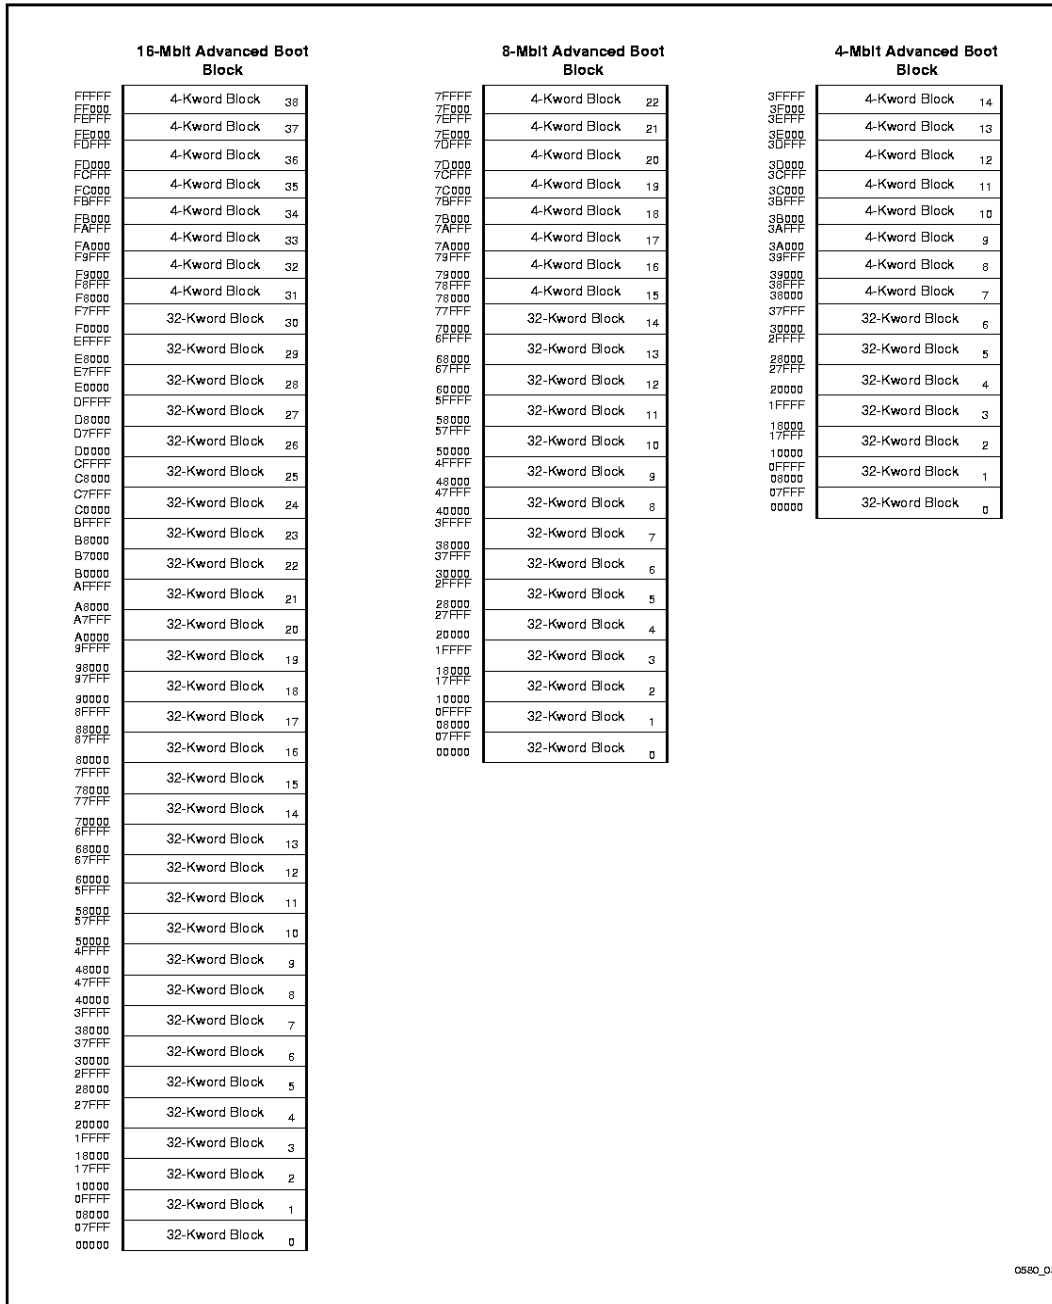 16-Mbit Advanced Boot
Block
FFFFF
4-Kword Block 38
FF000
FEFFF
4-Kword Block 37
FE000
FDFFF
4-Kword Block 36
FD000
FCFFF
4-Kword Block 35
FC000
FBFFF
4-Kword Block 34
FB000
FAFFF
4-Kword Block 33
FA000
F9FFF
4-Kword Block 32
F9000
F8FFF
4-Kword Block 31
F8000
F7FFF
32-Kword Block 30
F0000
EFFFF
32-Kword Block 29
E8000
E7FFF
32-Kword Block 28
E0000
DFFFF
32-Kword Block 27
D8000
D7FFF
32-Kword Block 26
D0000
CFFFF
32-Kword Block 25
C8000
C7FFF
32-Kword Block 24
C0000
BFFFF
32-Kword Block 23
B8000
B7000
32-Kword Block 22
B0000
AFFFF
32-Kword Block 21
A8000
A7FFF
32-Kword Block 20
A0000
9FFFF
32-Kword Block 19
98000
97FFF
32-Kword Block 18
90000
8FFFF
32-Kword Block 17
88000
87FFF
32-Kword Block 16
80000
7FFFF
32-Kword Block 15
78000
77FFF
32-Kword Block 14
70000
6FFFF
32-Kword Block 13
68000
67FFF
32-Kword Block 12
60000
5FFFF
32-Kword Block 11
58000
57FFF
32-Kword Block 10
50000
4FFFF
32-Kword Block 9
48000
47FFF
32-Kword Block 8
40000
3FFFF
32-Kword Block 7
38000
37FFF
32-Kword Block 6
30000
2FFFF
32-Kword Block 5
28000
27FFF
32-Kword Block 4
20000
1FFFF
32-Kword Block 3
18000
17FFF
32-Kword Block 2
10000
0FFFF
32-Kword Block 1
08000
07FFF
32-Kword Block 0
00000
8-Mbit Advanced Boot
Block
7FFFF
4-Kword Block 22
7F000
7EFFF
4-Kword Block 21
7E000
7DFFF
4-Kword Block 20
7D000
7CFFF
4-Kword Block 19
7C000
7BFFF
4-Kword Block 18
7B000
7AFFF
4-Kword Block 17
7A000
79FFF
4-Kword Block 16
79000
78FFF
4-Kword Block 15
78000
77FFF
32-Kword Block 14
70000
6FFFF
32-Kword Block 13
68000
67FFF
32-Kword Block 12
60000
5FFFF
32-Kword Block 11
58000
57FFF
32-Kword Block 10
50000
4FFFF
32-Kword Block 9
48000
47FFF
32-Kword Block 8
40000
3FFFF
32-Kword Block 7
38000
37FFF
32-Kword Block 6
30000
2FFFF
32-Kword Block 5
28000
27FFF
32-Kword Block 4
20000
1FFFF
32-Kword Block 3
18000
17FFF
32-Kword Block 2
10000
0FFFF
32-Kword Block 1
08000
07FFF
32-Kword Block 0
00000
4-Mbit Advanced Boot
Block
3FFFF
4-Kword Block 14
3F000
3EFFF
4-Kword Block 13
3E000
3DFFF
4-Kword Block 12
3D000
3CFFF
4-Kword Block 11
3C000
3BFFF
4-Kword Block 10
3B000
3AFFF
4-Kword Block 9
3A000
39FFF
4-Kword Block 8
39000
38FFF
4-Kword Block 7
38000
37FFF
32-Kword Block 6
30000
2FFFF
32-Kword Block 5
28000
27FFF
32-Kword Block 4
20000
1FFFF
32-Kword Block 3
18000
17FFF
32-Kword Block 2
10000
0FFFF
32-Kword Block 1
08000
07FFF
32-Kword Block 0
00000